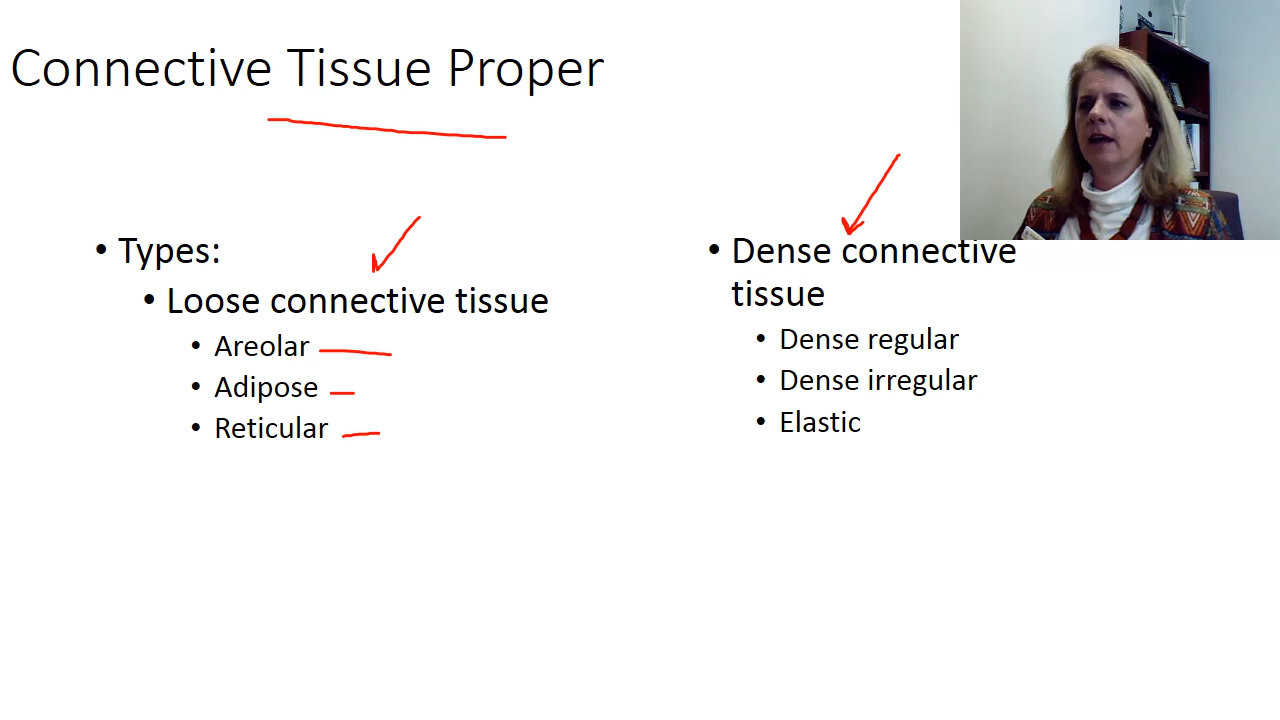 Connective Tissue Proper
• Types:
• Loose connective tissue
• Areolar
• Adipose
• Reticular
• Dense connective
tissue
• Dense regular
• Dense irregular
• Elastic